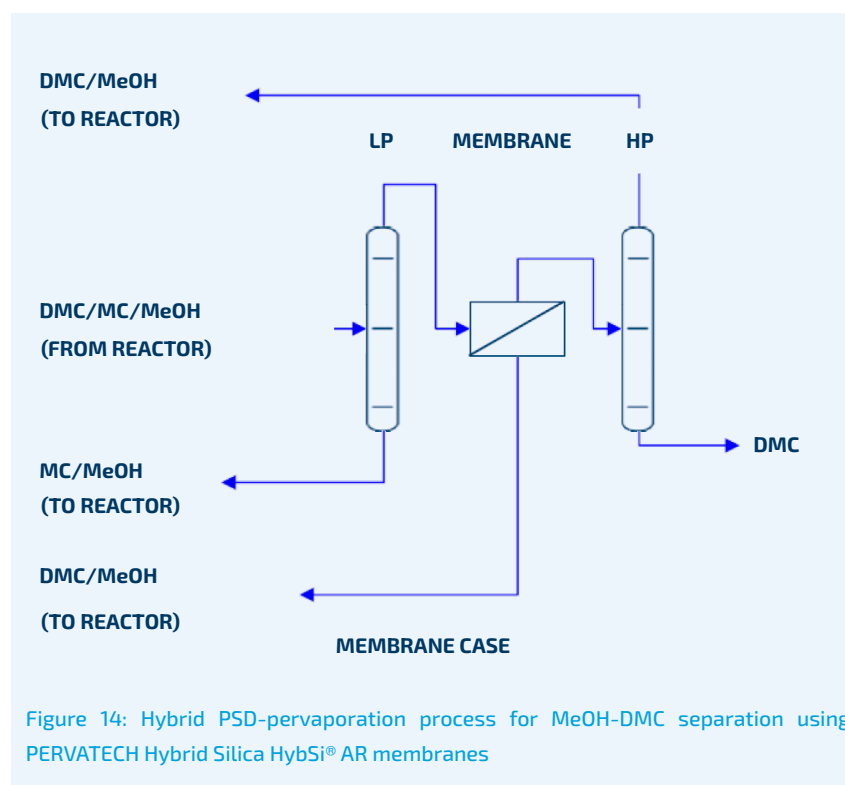 DMC/MeOH
(TO REACTOR)
LP MEMBRANE HP
DMC/MC/MeOH
(FROM REACTOR)
DMC
MC/MeOH
(TO REACTOR)
DMC/MeOH
(TO REACTOR)
MEMBRANE CASE
Figure 14: Hybrid PSD-pervaporation process for MeOH-DMC separation using
PERVATECH Hybrid Silica HybSi® AR membranes